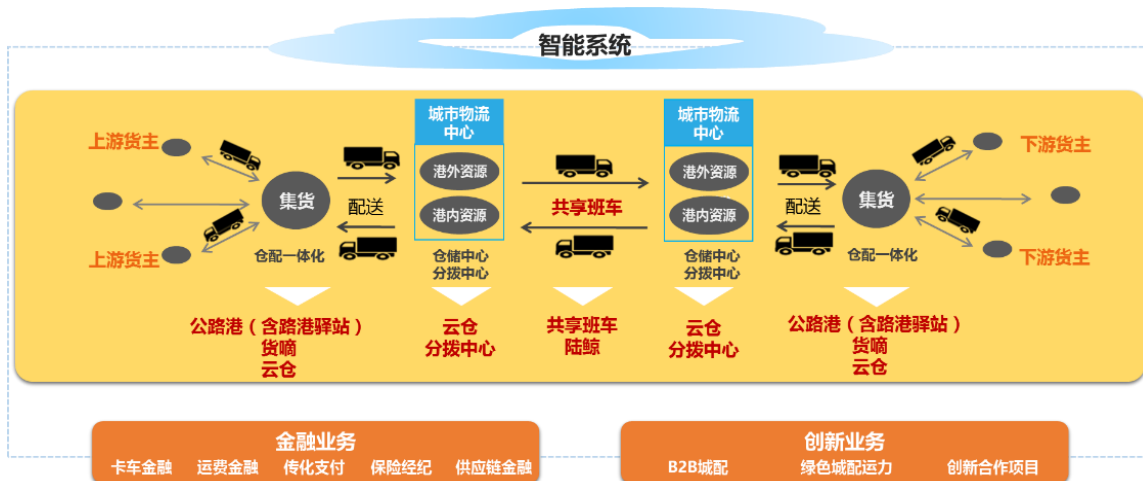 智能系统
城市物流
中心
城市物流
中心
上游货主
下游货主
港外资源
港外资源
集货
配送
港内资源
共享班车
港内资源
配送
集货
上游货主
仓配一体化
仓储中心
分拨中心
仓储中心
分拨中心
仓配一体化
下游货主
公路港（含路港驿站）
货嘀
云仓
云仓
分拨中心
共享班车
陆鲸
云仓
分拨中心
公路港（含路港驿站）
货嘀
云仓
金融业务
卡车金融 运费金融 传化支付 保险经纪 供应链金融
创新业务
B2B城配 绿色城配运力 创新合作项目